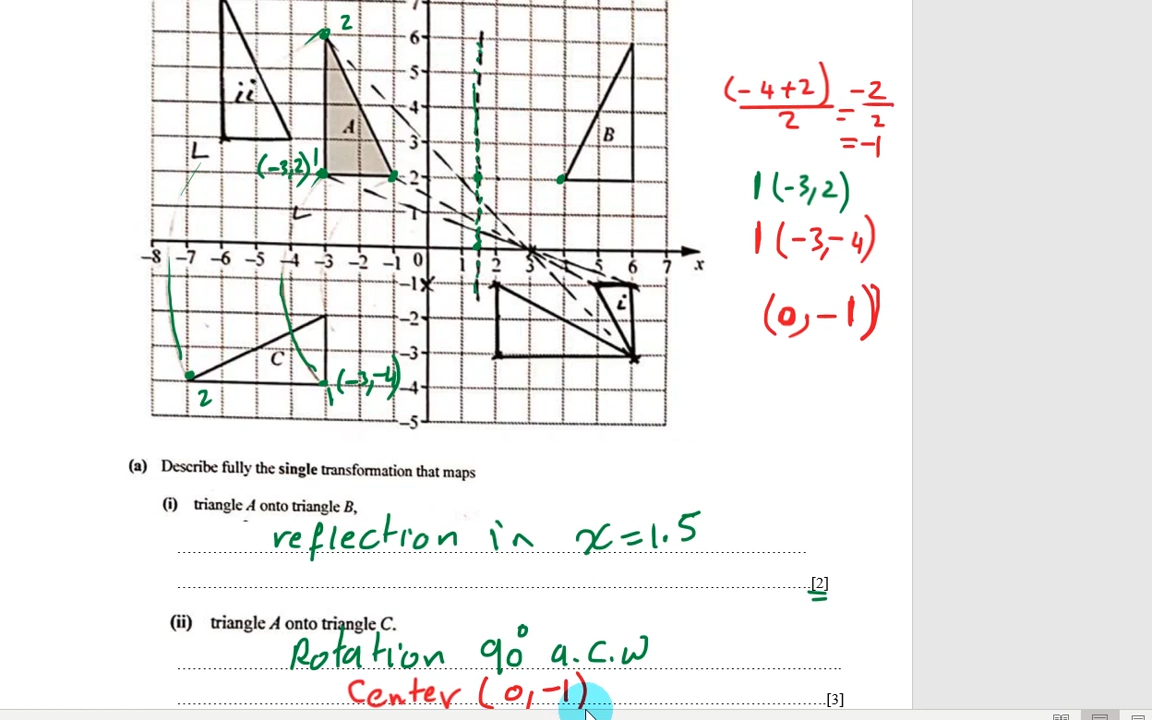 7
2
6
5
ii
4
A
B
3
L
(-3,2) 1
2
L
1
-8 -7 -6 -5 -4 -3 -2 -1 0 1 2 3 4 5 6 7 x
-1 x
i
-2
C
-3
(-3,-4) -4
2
1
-5
(-4+2)/2 = -2/2
= -1
1 (-3,2)
1 (-3,-4)
(0,-1)
(a) Describe fully the single transformation that maps
(i) triangle A onto triangle B,
reflection in x=1.5
[2]
(ii) triangle A onto triangle C.
Rotation 90° a.c.w
Center (0,-1)
[3]